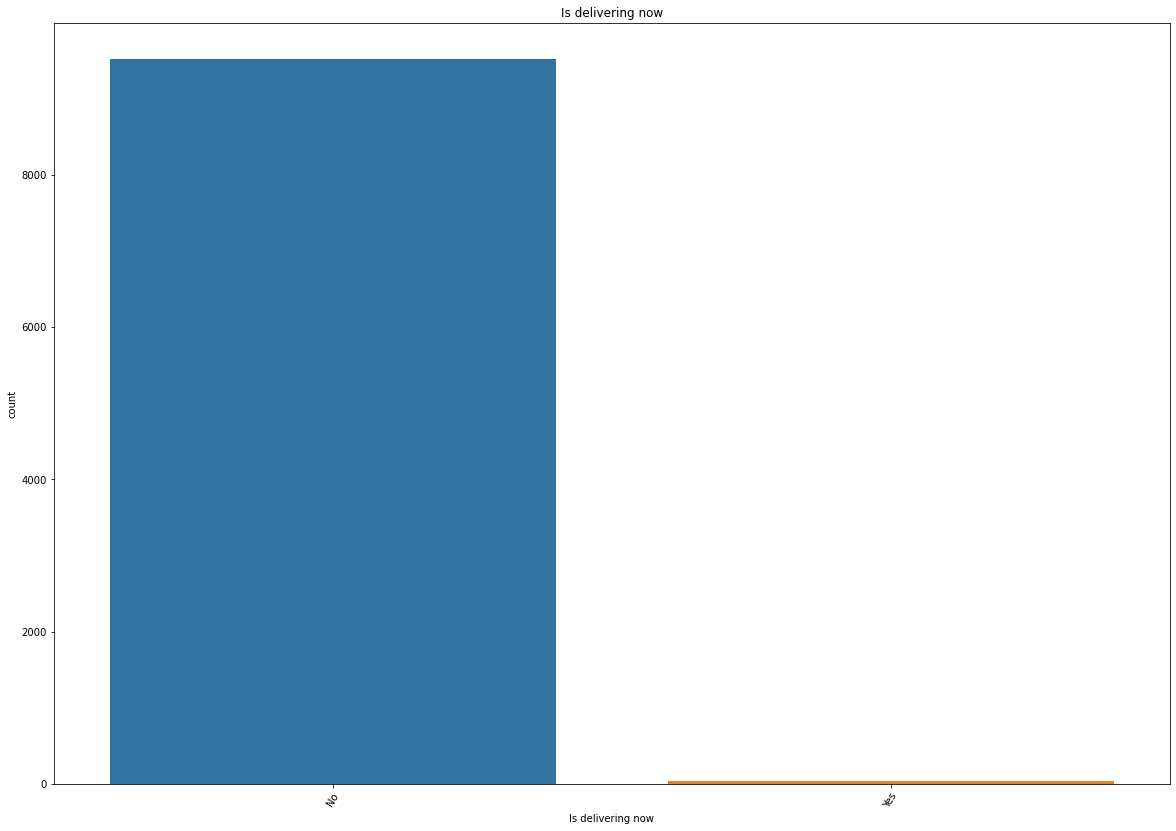 Is delivering now
8000
6000
4000
2000
0
count
No
Yes
Is delivering now